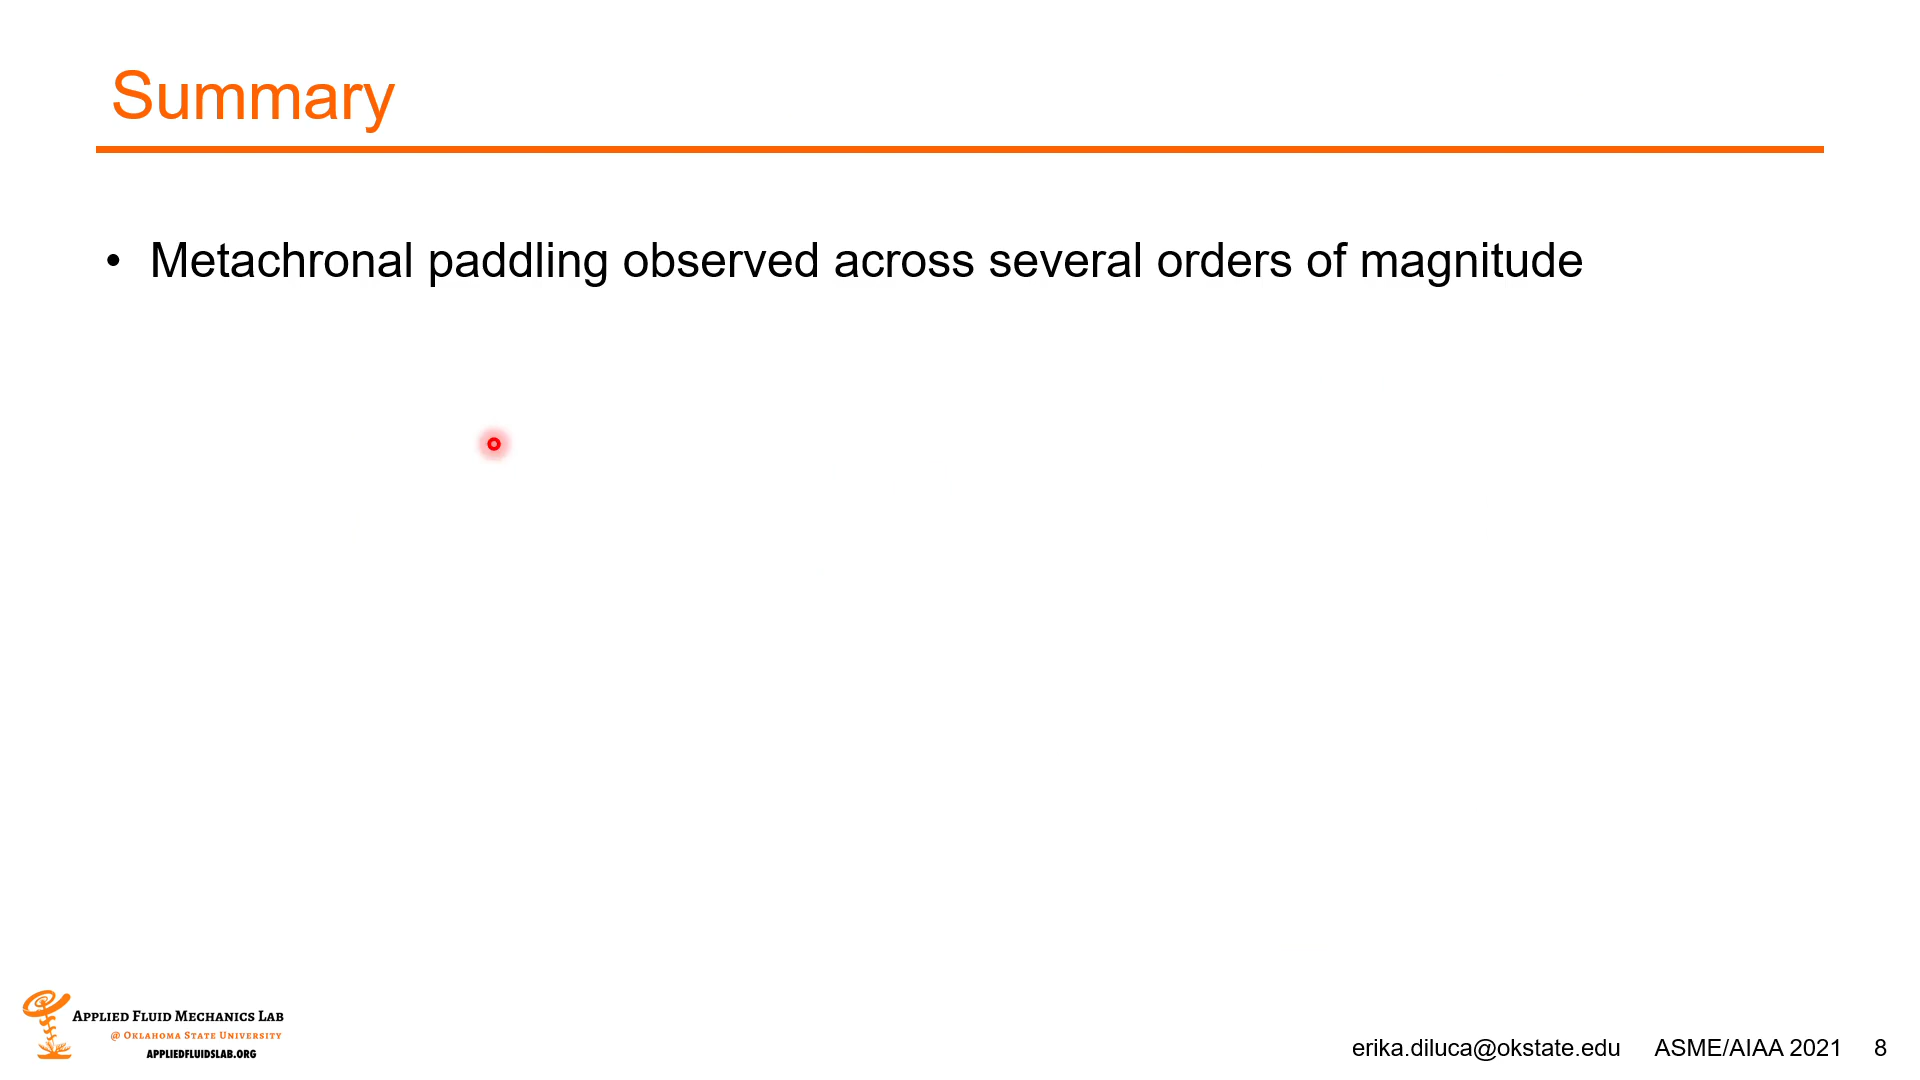 Summary
• Metachronal paddling observed across several orders of magnitude
Applied Fluid Mechanics Lab
@ Oklahoma State University
APPLIEDFLUIDSLAB.ORG
erika.diluca@okstate.edu ASME/AIAA 2021 8